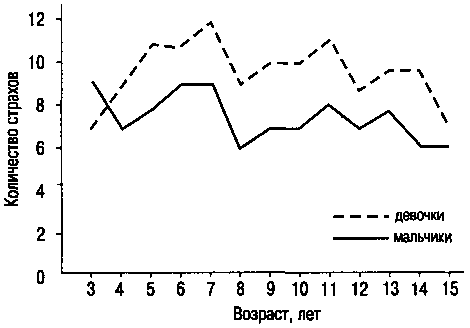 Количество страхов
12
10
8
6
4
2
0
3 4 5 6 7 8 9 10 11 12 13 14 15
Возраст, лет
девочки
мальчики